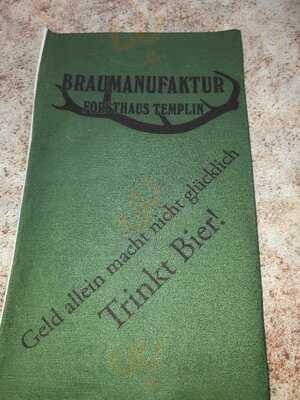 BRAUMANUFAKTUR
FORSTHAUS TEMPLIN
Geld allein macht nicht glücklich
Trinkt Bier!